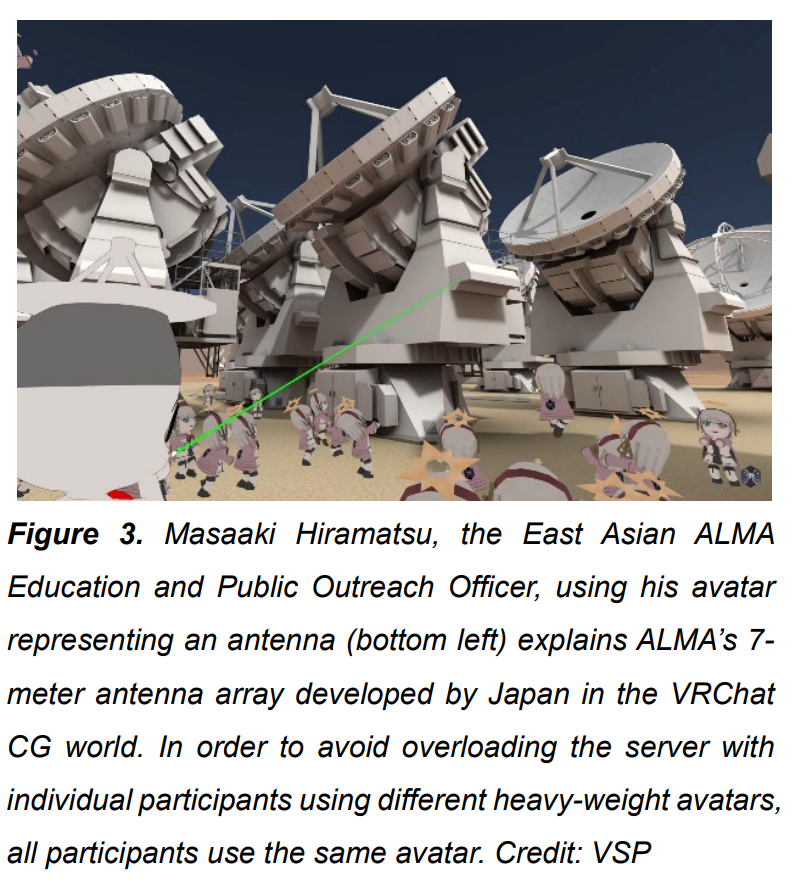 Figure 3. Masaaki Hiramatsu, the East Asian ALMA
Education and Public Outreach Officer, using his avatar
representing an antenna (bottom left) explains ALMA’s 7-
meter antenna array developed by Japan in the VRChat
CG world. In order to avoid overloading the server with
individual participants using different heavy-weight avatars,
all participants use the same avatar. Credit: VSP